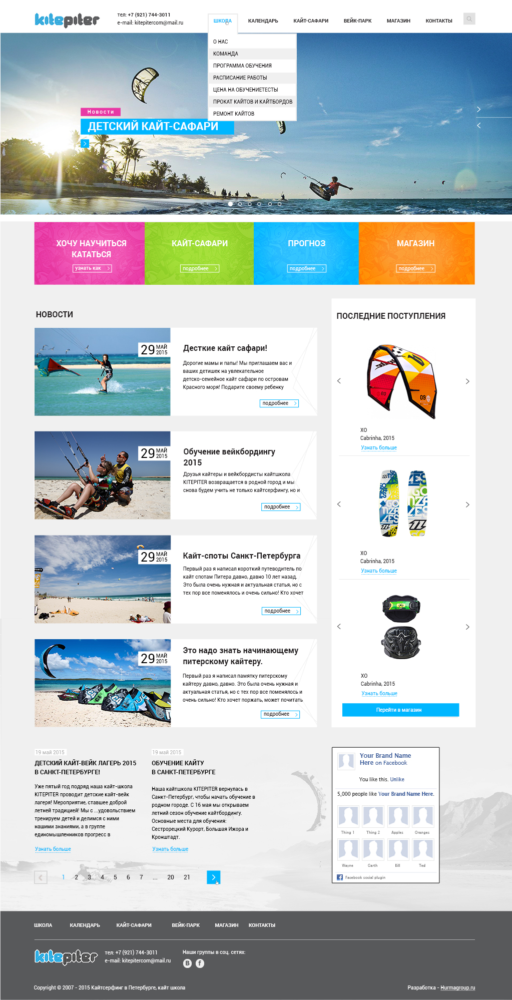 kitepiter
тел: +7 (921) 744-3011
e-mail: kitepitercom@mail.ru
ШКОЛА
КАЛЕНДАРЬ
КАЙТ-САФАРИ
ВЕЙК-ПАРК
МАГАЗИН
КОНТАКТЫ
О НАС
КОМАНДА
ПРОГРАММА ОБУЧЕНИЯ
РАСПИСАНИЕ РАБОТЫ
ЦЕНА НА ОБУЧЕНИЕТЕСТЫ
ПРОКАТ КАЙТОВ И КАЙТБОРДОВ
РЕМОНТ КАЙТОВ
Новости
ДЕТСКИЙ КАЙТ-САФАРИ
ХОЧУ НАУЧИТЬСЯ
КАТАТЬСЯ
узнать как
КАЙТ-САФАРИ
подробнее
ПРОГНОЗ
подробнее
МАГАЗИН
подробнее
НОВОСТИ
29 МАЙ
2015
Десткие кайт сафари!
Дорогие мамы и папы! Мы приглашаем вас и
ваших детишек на увлекательное
детско-семейное кайт сафари по островам
Красного моря! Подарите своему ребенку
подробнее
29 МАЙ
2015
Обучение вейкбордингу
2015
Друзья кайтеры и вейкбордисты кайтшкола
KITEPITER возвращается в родной город и мы
снова будем учить не только кайтсерфингу, но и
подробнее
29 МАЙ
2015
Кайт-споты Санкт-Петербурга
Первый раз я написал короткий путеводитель по
кайт спотам Питера давно, давно 10 лет назад.
Это была очень нужная и актуальная статья, но с
тех пор все поменялось и очень сильно! Кто хочет
подробнее
29 МАЙ
2015
Это надо знать начинающему
питерскому кайтеру.
Первый раз я написал памятку питерскому
кайтеру давно, давно. Это была очень нужная и
актуальная статья, но с тех пор все поменялось и
очень сильно! Кто хочет поржать, может почитать
подробнее
ПОСЛЕДНИЕ ПОСТУПЛЕНИЯ
09
XO
Cabrinha, 2015
Узнать больше
GONZALES
XO
Cabrinha, 2015
Узнать больше
XO
Cabrinha, 2015
Узнать больше
Перейти в магазин
19 май 2015
ДЕТСКИЙ КАЙТ-ВЕЙК ЛАГЕРЬ 2015
В САНКТ-ПЕТЕРБУРГЕ!
Уже пятый год подряд наша кайт-школа
KITEPITER проводит детские кайт-вейк
лагеря! Мероприятие, ставшее доброй
летней традицией! Мы с ...удовольствием
тренируем детей и делимся с ними
нашими знаниями, а в группе
единомышленников прогресс в
Узнать больше
19 май 2015
ОБУЧЕНИЕ КАЙТУ
В САНКТ-ПЕТЕРБУРГЕ
Наша кайтшкола KITEPITER вернулась в
Санкт-Петербург, чтобы начать обучение в
родном городе. С 16 мая мы открываем
летний сезон обучение кайтбордингу.
Основные места для обучения:
Сестрорецкий Курорт, Большая Ижора и
Кронштадт.
Узнать больше
1 2 3 4 5 6 7 ... 20 21
Your Brand Name
Here on Facebook
You like this. Unlike
5,000 people like Your Brand Name Here.
Thing 1 Thing 2 Apples Oranges
Wayne Garth Bill Ted
Facebook social plugin
ШКОЛА
КАЛЕНДАРЬ
КАЙТ-САФАРИ
ВЕЙК-ПАРК
МАГАЗИН
КОНТАКТЫ
kitepiter
тел: +7 (921) 744-3011
e-mail: kitepitercom@mail.ru
Наши группы в соц. сетях:
B f
Copyright © 2007 - 2015 Кайтсерфинг в Петербурге, кайт школа
Разработка - Hurmagroup.ru